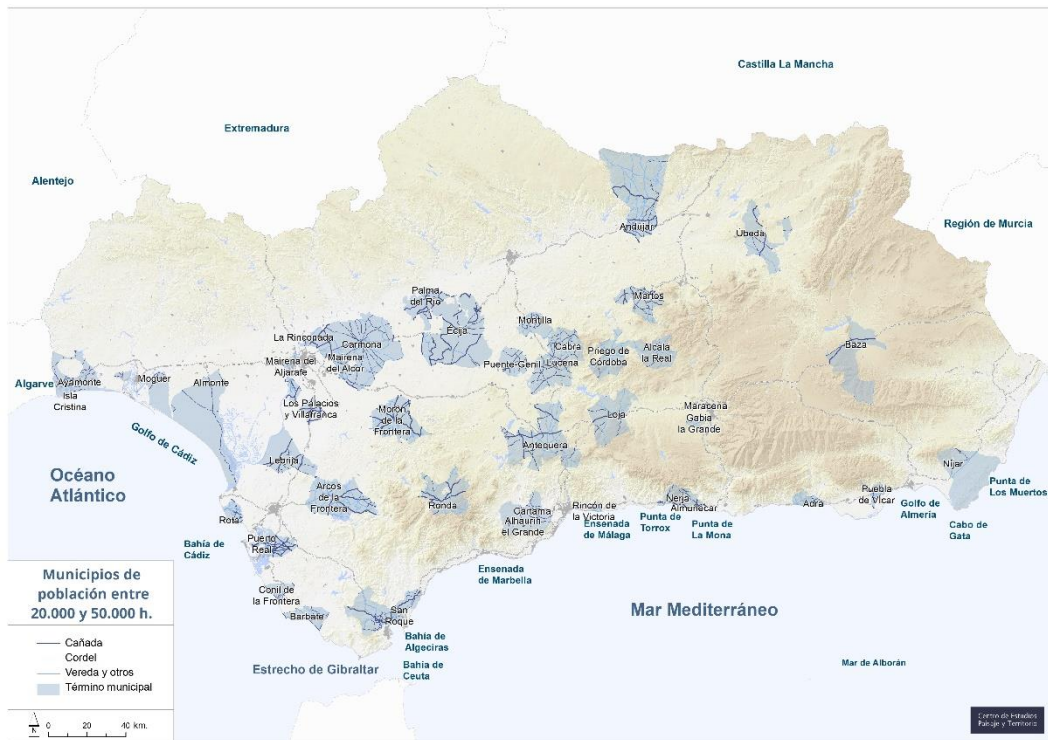 Castilla La Mancha
Extremadura
Alentejo
Región de Murcia
Andújar
Úbeda
Palma
del Río
Martos
Écija
Montilla
La Rinconada
Carmona
Cabra
Mairena del
Aljarafe
Mairena
del Alcor
Puente-Genil
Lucena
Priego de
Córdoba
Alcalá
la Real
Baza
Algarve
Ayamonte
Isla
Cristina
Moguer
Almonte
Los Palacios
y Villafranca
Morón
de la
Frontera
Loja
Maracena
Gabia
la Grande
Golfo de Cádiz
Antequera
Lebrija
Océano
Atlántico
Arcos
de la
Frontera
Ronda
Níjar
Punta de
Los Muertos
Rota
Cártama
Alhaurín
el Grande
Rincón de
la Victoria
Ensenada
de Málaga
Nerja
Almuñécar
Punta de
Torrox
Punta de
La Mona
Adra
Puebla
de Vícar
Golfo de
Almería
Cabo de
Gata
Bahía de
Cádiz
Puerto
Real
Ensenada
de Marbella
Conil de
la Frontera
Barbate
San
Roque
Mar Mediterráneo
Bahía de
Algeciras
Estrecho de Gibraltar
Bahía de
Ceuta
Mar de Alborán
Municipios de
población entre
20.000 y 50.000 h.
Cañada
Cordel
Vereda y otros
Término municipal
N
0 20 40 km.
Centro de Estudios
Paisaje y Territorio